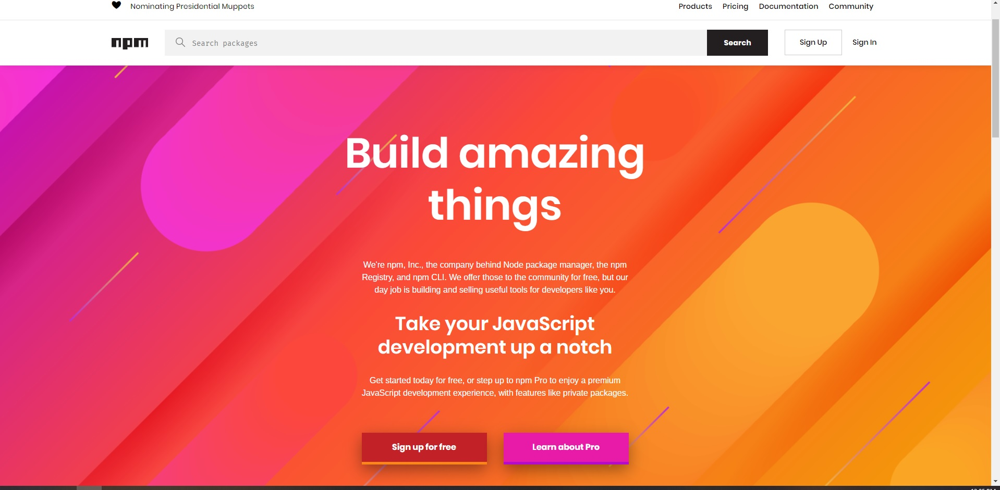 Nominating Presidential Muppets
Products Pricing Documentation Community
npm
Search packages
Search
Sign Up
Sign In
Build amazing
things
We're npm, Inc., the company behind Node package manager, the npm
Registry, and npm CLI. We offer those to the community for free, but our
day job is building and selling useful tools for developers like you.
Take your JavaScript
development up a notch
Get started today for free, or step up to npm Pro to enjoy a premium
JavaScript development experience, with features like private packages.
Sign up for free
Learn about Pro